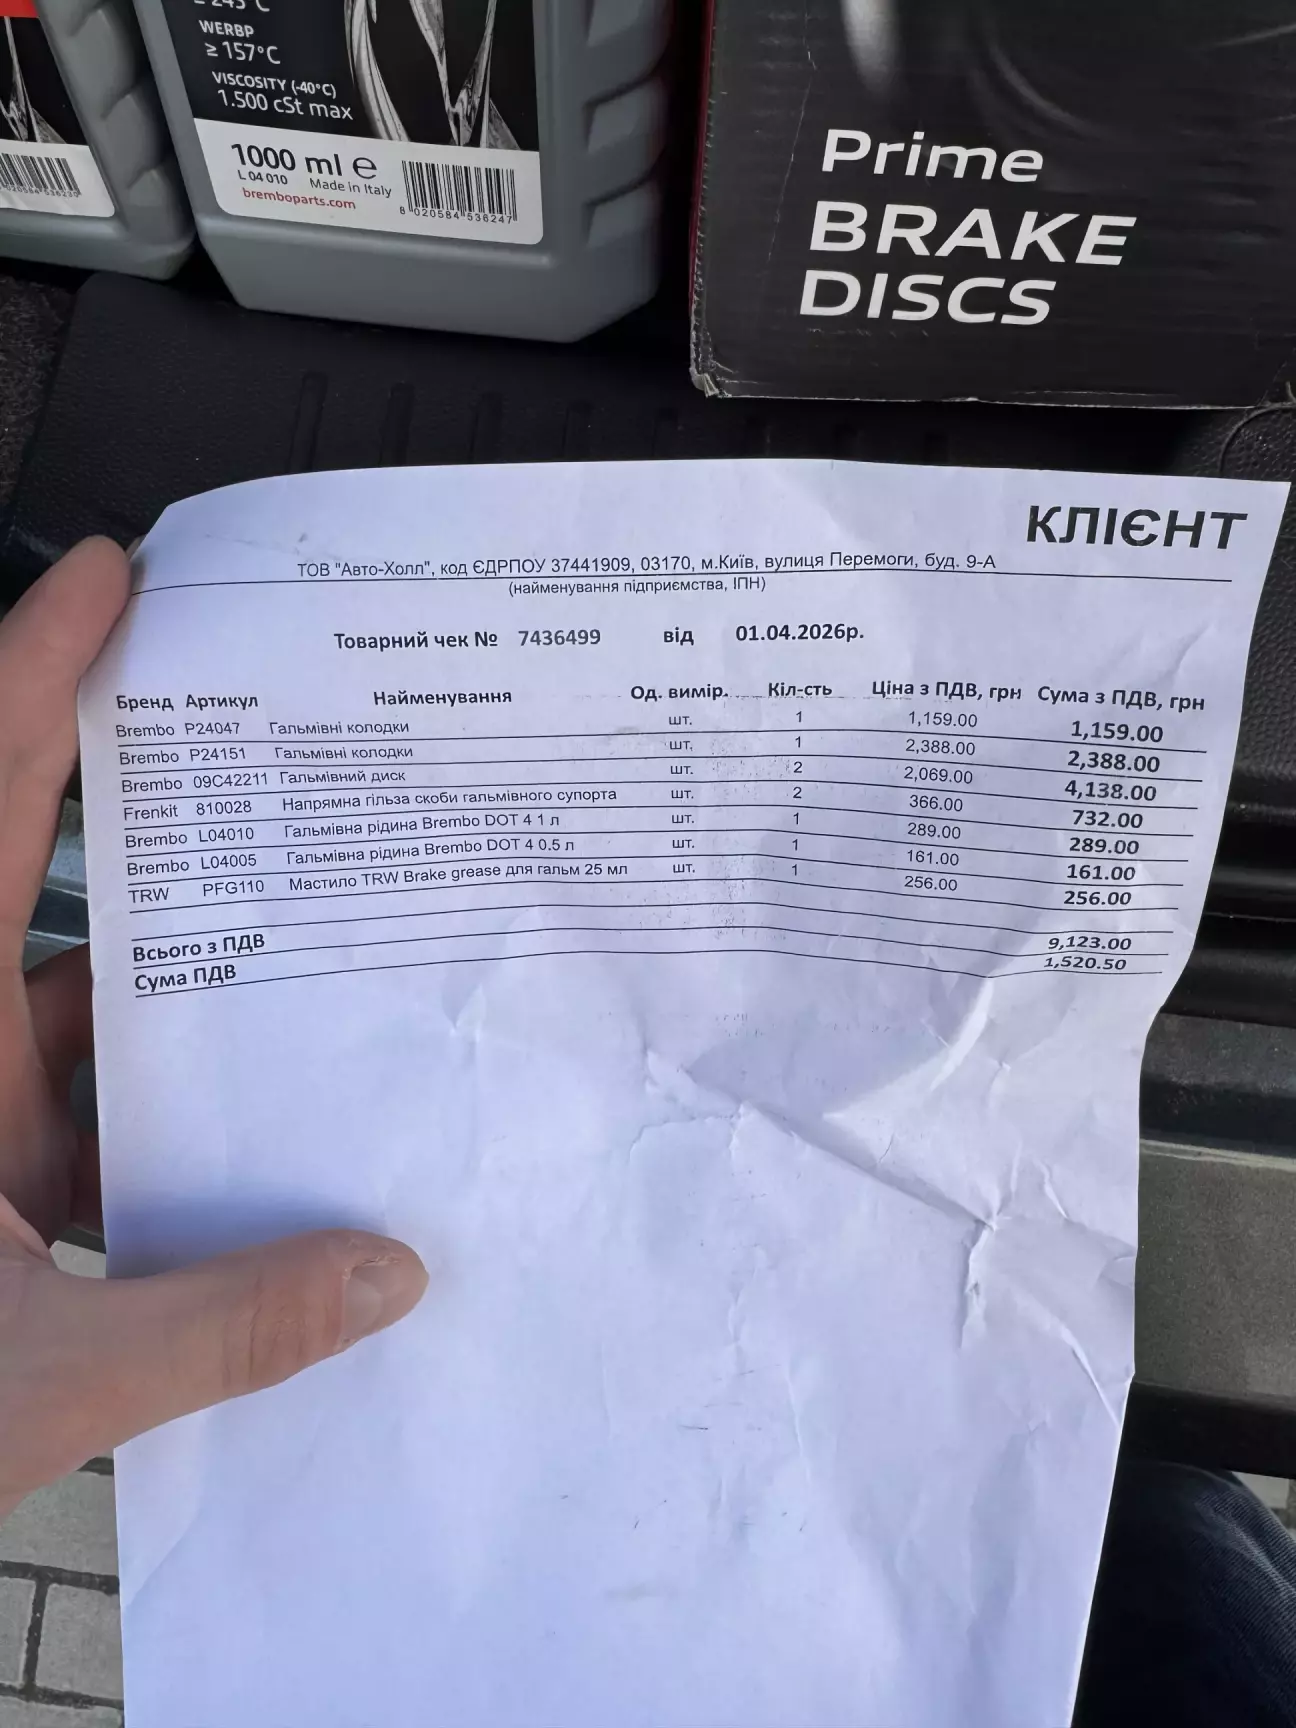 WERBP
≥ 157°C
VISCOSITY (-40°C)
1.500 cSt max
1000 ml e
L 04 010 Made in Italy
bremboparts.com
8 020584 536247
Prime
BRAKE
DISCS
КЛІЄНТ
ТОВ "Авто-Холл", код ЄДРПОУ 37441909, 03170, м.Київ, вулиця Перемоги, буд. 9-А
(найменування підприємства, ІПН)
Товарний чек № 7436499 від 01.04.2026р.
Бренд Артикул Найменування Од. вимір. Кіл-сть Ціна з ПДВ, грн Сума з ПДВ, грн
Brembo P24047 Гальмівні колодки шт. 1 1,159.00 1,159.00
Brembo P24151 Гальмівні колодки шт. 1 2,388.00 2,388.00
Brembo 09C42211 Гальмівний диск шт. 2 2,069.00 4,138.00
Frenkit 810028 Напрямна гільза скоби гальмівного супорта шт. 2 366.00 732.00
Brembo L04010 Гальмівна рідина Brembo DOT 4 1 л шт. 1 289.00 289.00
Brembo L04005 Гальмівна рідина Brembo DOT 4 0.5 л шт. 1 161.00 161.00
TRW PFG110 Мастило TRW Brake grease для гальм 25 мл шт. 1 256.00 256.00
Всього з ПДВ 9,123.00
Сума ПДВ 1,520.50